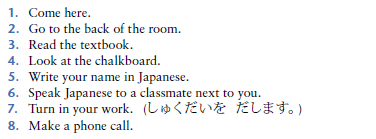 1. Come here.
2. Go to the back of the room.
3. Read the textbook.
4. Look at the chalkboard.
5. Write your name in Japanese.
6. Speak Japanese to a classmate next to you.
7. Turn in your work. (しゅくだいを だします。)
8. Make a phone call.